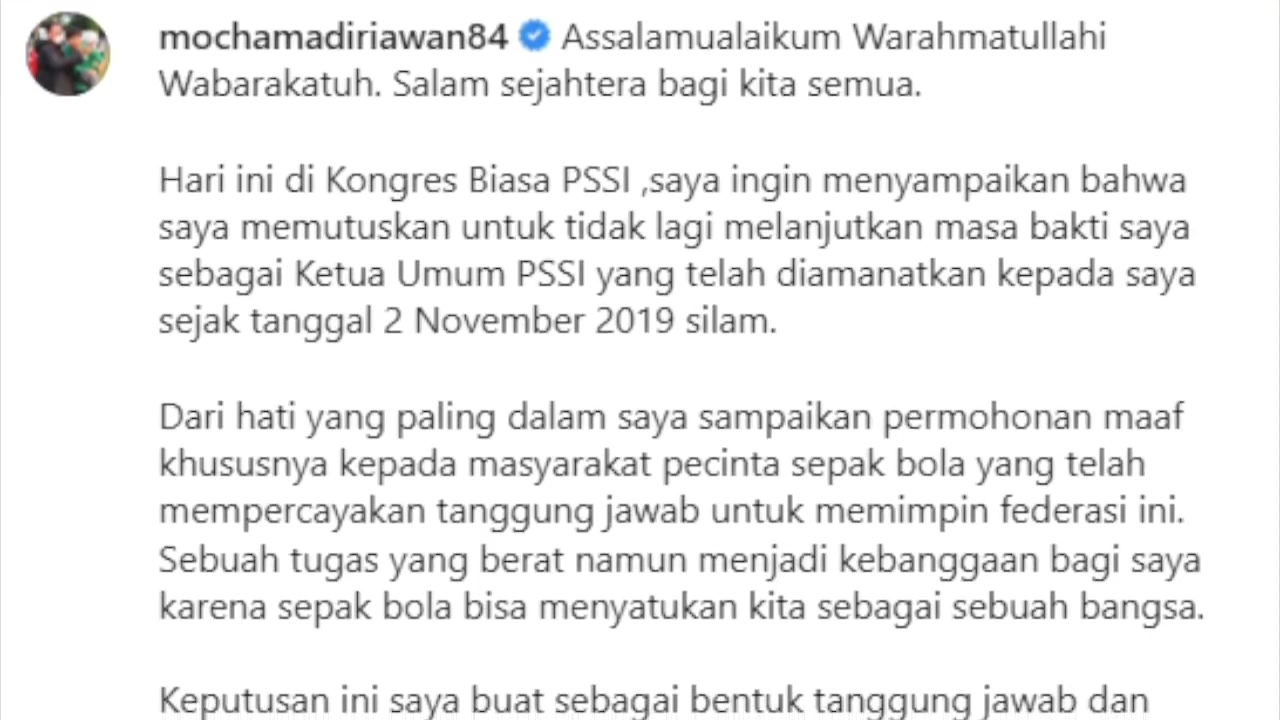 mochamadiriawan84 Assalamualaikum Warahmatullahi
Wabarakatuh. Salam sejahtera bagi kita semua.
Hari ini di Kongres Biasa PSSI ,saya ingin menyampaikan bahwa
saya memutuskan untuk tidak lagi melanjutkan masa bakti saya
sebagai Ketua Umum PSSI yang telah diamanatkan kepada saya
sejak tanggal 2 November 2019 silam.
Dari hati yang paling dalam saya sampaikan permohonan maaf
khususnya kepada masyarakat pecinta sepak bola yang telah
mempercayakan tanggung jawab untuk memimpin federasi ini.
Sebuah tugas yang berat namun menjadi kebanggaan bagi saya
karena sepak bola bisa menyatukan kita sebagai sebuah bangsa.
Keputusan ini saya buat sebagai bentuk tanggung jawab dan